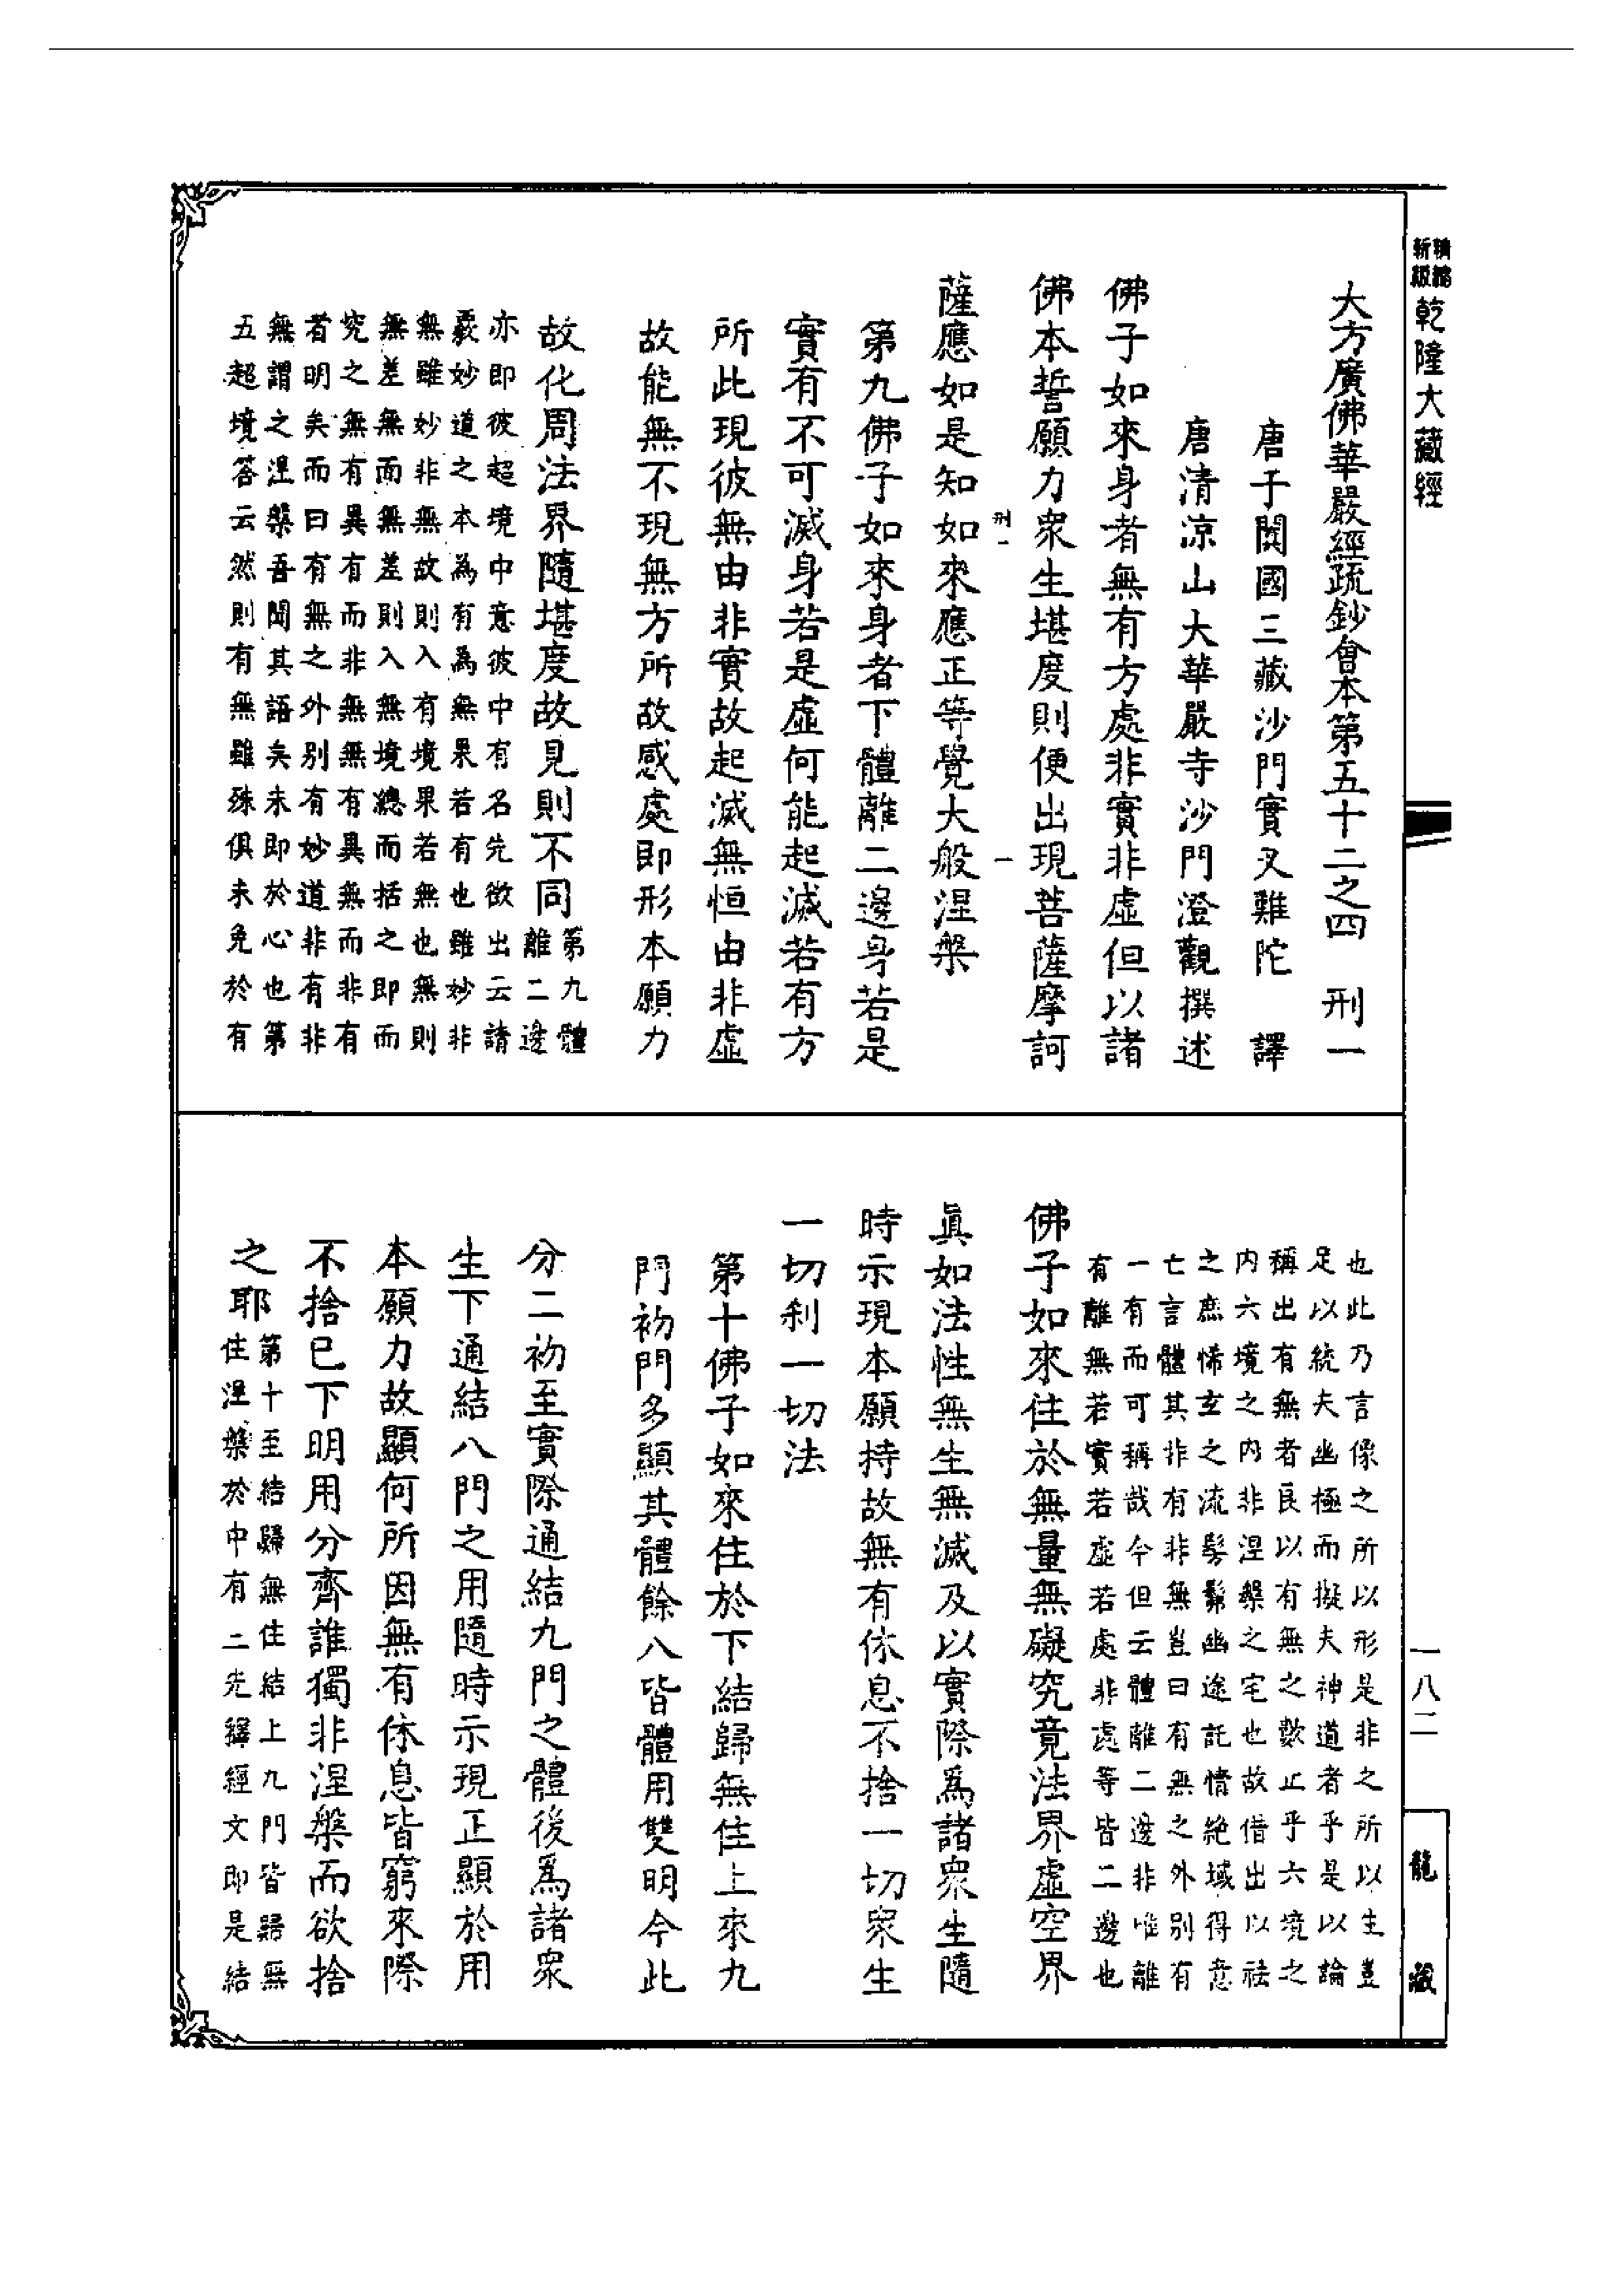 精縮
新版
乾隆大藏經
大方廣佛華嚴經疏鈔會本第五十二之四　刑一
唐于闐國三藏沙門實叉難陀　譯
唐清涼山大華嚴寺沙門澄觀撰述
佛子如來身者無有方處非實非虛但以諸
佛本誓願力衆生堪度則便出現菩薩摩訶
刑一　一
薩應如是知如來應正等覺大般涅槃
第九佛子如來身者下體離二邊身若是
實有不可滅身若是虛何能起滅若有方
所此現彼無由非實故起滅無恒由非虛
故能無不現無方所故感處即形本願力
故化周法界隨堪度故見則不同
第九體
離二邊
亦即彼超境中意彼中有名先徵出云請
覈妙道之本為有為無果若有也雖妙非
無雖妙非無故則入有境果若無也無則
無差無而無差則入無境總而括之即而
究之無有異有而非無無有異無而非有
者明矣而曰有無之外別有妙道非有非
無謂之涅槃吾聞其語矣未即於心也第
五超境答云然則有無雖殊俱未免於有
也此乃言像之所以形是非之所以生豈
足以統夫幽極而擬夫神道者乎是以論
稱出有無者良以有無之數止乎六境之
内六境之内非涅槃之宅也故借出以祛
之庶悕玄之流髣髴幽途託情絶域得意
亡言體其非有非無豈曰有無之外別有
一有而可稱哉今但云體離二邊非唯離
有離無若實若虛若處非處等皆二邊也
佛子如來住於無量無礙究竟法界虛空界
眞如法性無生無滅及以實際爲諸衆生隨
時示現本願持故無有休息不捨一切衆生
一切刹一切法
第十佛子如來住於下結歸無住上來九
門初門多顯其體餘八皆體用雙明今此
分二初至實際通結九門之體後爲諸衆
生下通結八門之用隨時示現正顯於用
本願力故顯何所因無有休息皆窮來際
不捨已下明用分齊誰獨非涅槃而欲捨
之耶
第十至結歸無住結上九門皆歸無
住涅槃於中有二先釋經文即是結
一八二
龍藏